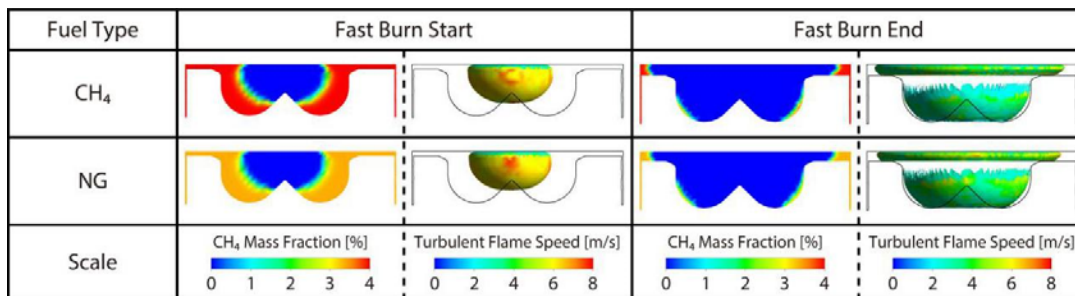 Fuel Type Fast Burn Start Fast Burn End
CH₄
NG
Scale
CH₄ Mass Fraction [%] Turbulent Flame Speed [m/s] CH₄ Mass Fraction [%] Turbulent Flame Speed [m/s]
0 1 2 3 4 0 2 4 6 8 0 1 2 3 4 0 2 4 6 8